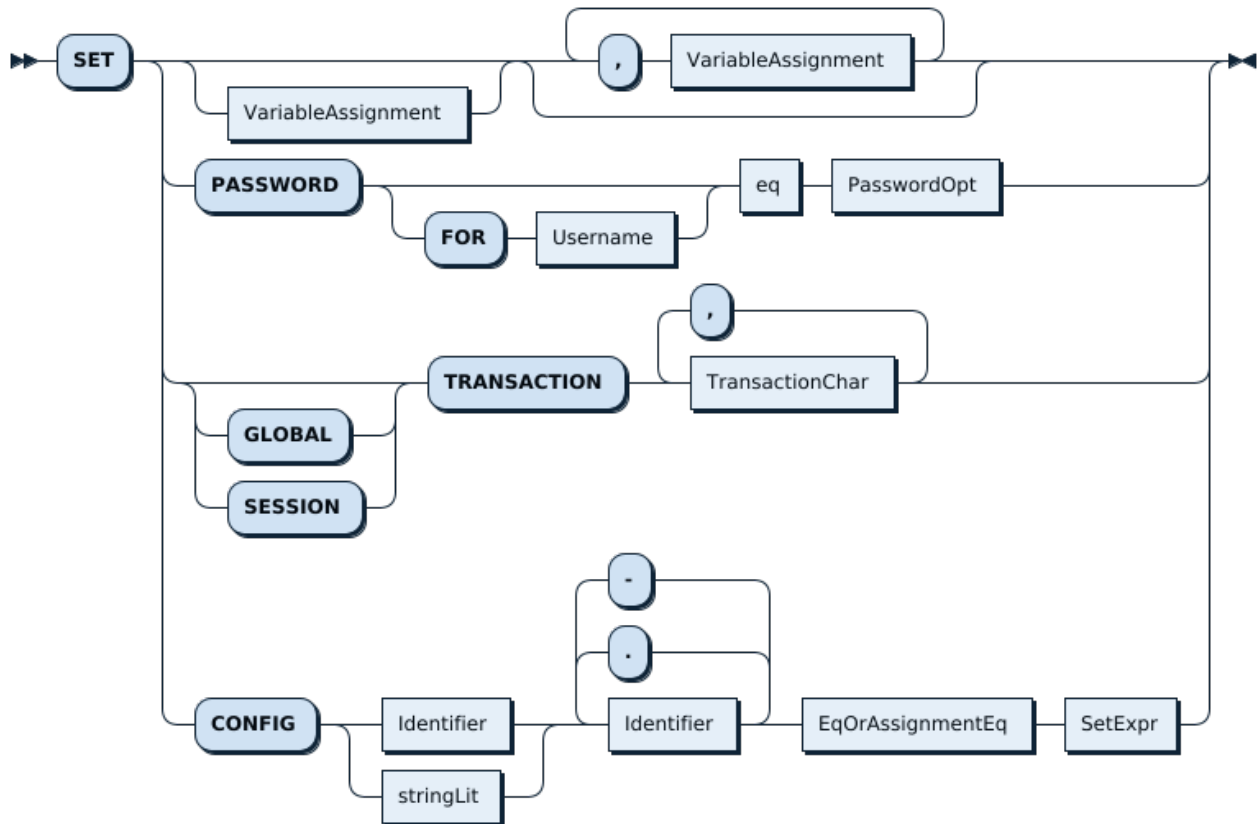 SET , VariableAssignment
VariableAssignment
PASSWORD eq PasswordOpt
FOR Username
,
TRANSACTION TransactionChar
GLOBAL
SESSION
-
.
CONFIG Identifier Identifier EqOrAssignmentEq SetExpr
stringLit